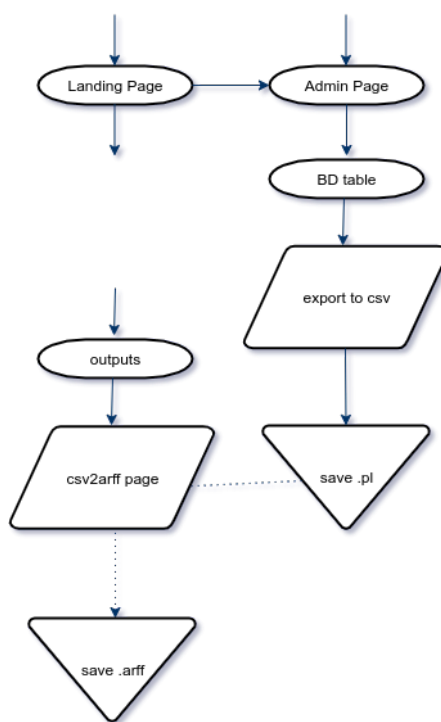 Landing Page
Admin Page
BD table
export to csv
outputs
csv2arff page
save .pl
save .arff